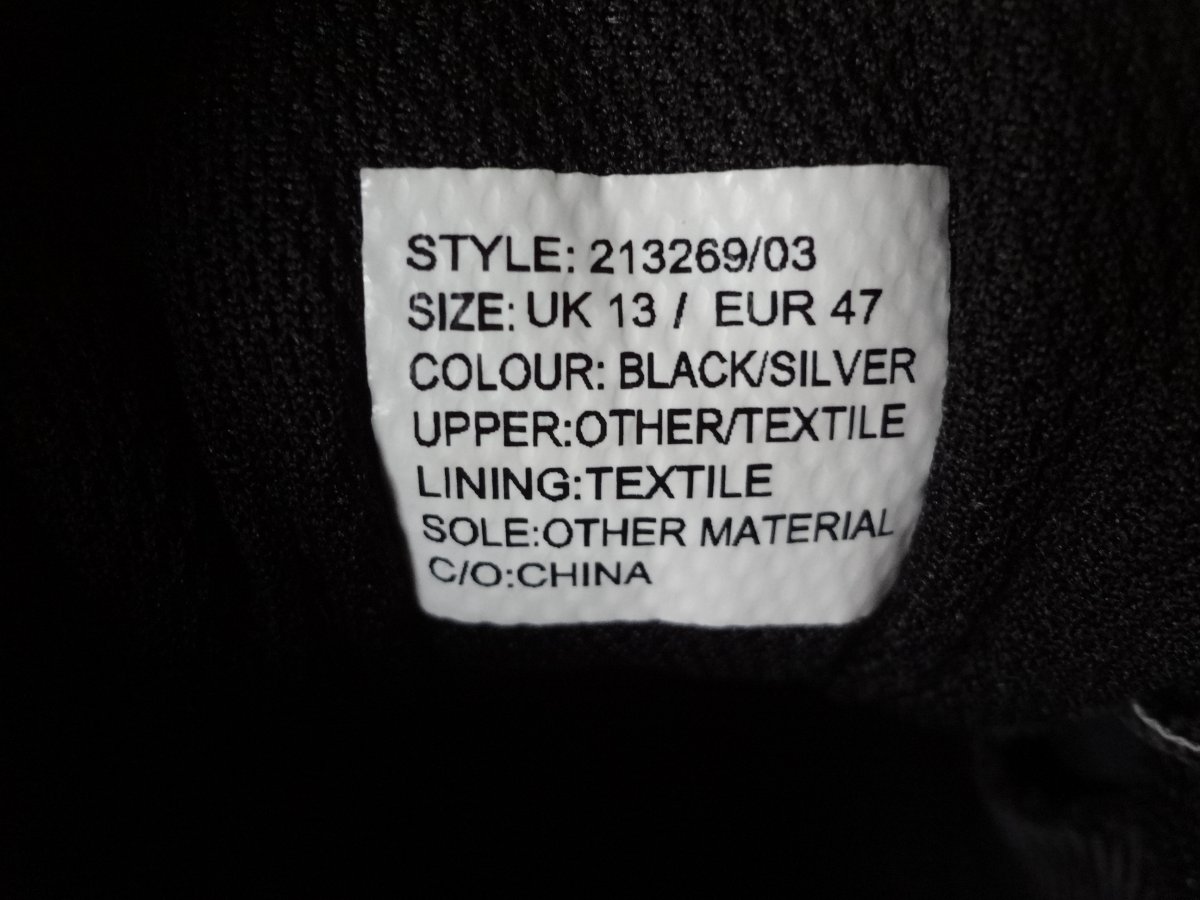 STYLE: 213269/03
SIZE: UK 13 / EUR 47
COLOUR: BLACK/SILVER
UPPER:OTHER/TEXTILE
LINING:TEXTILE
SOLE:OTHER MATERIAL
C/O:CHINA